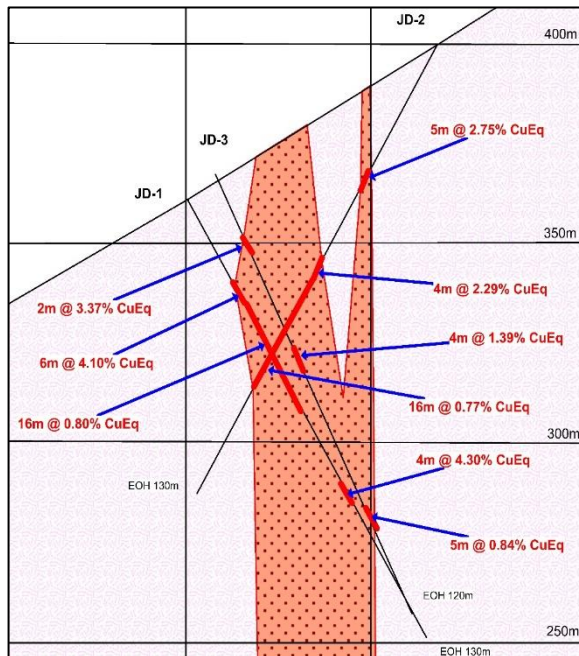 JD-2
400m
5m @ 2.75% CuEq
JD-3
JD-1
350m
2m @ 3.37% CuEq
4m @ 2.29% CuEq
4m @ 1.39% CuEq
6m @ 4.10% CuEq
16m @ 0.80% CuEq
16m @ 0.77% CuEq
300m
4m @ 4.30% CuEq
EOH 130m
5m @ 0.84% CuEq
EOH 120m
250m
EOH 130m